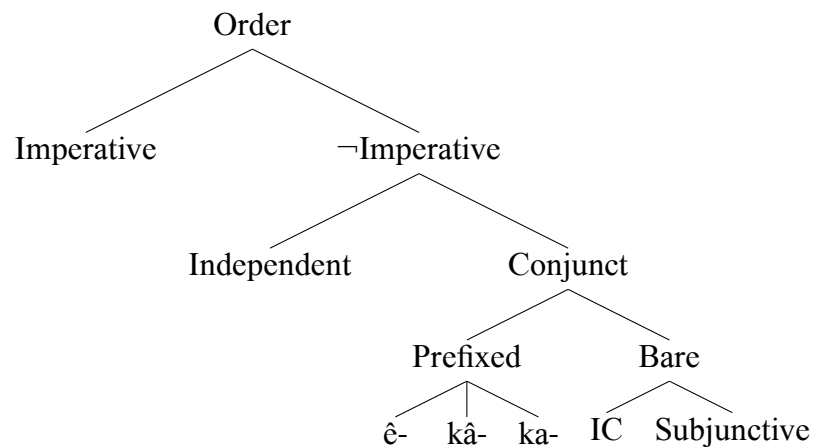 Order
Imperative ¬Imperative
Independent Conjunct
Prefixed Bare
ê- kâ- ka- IC Subjunctive